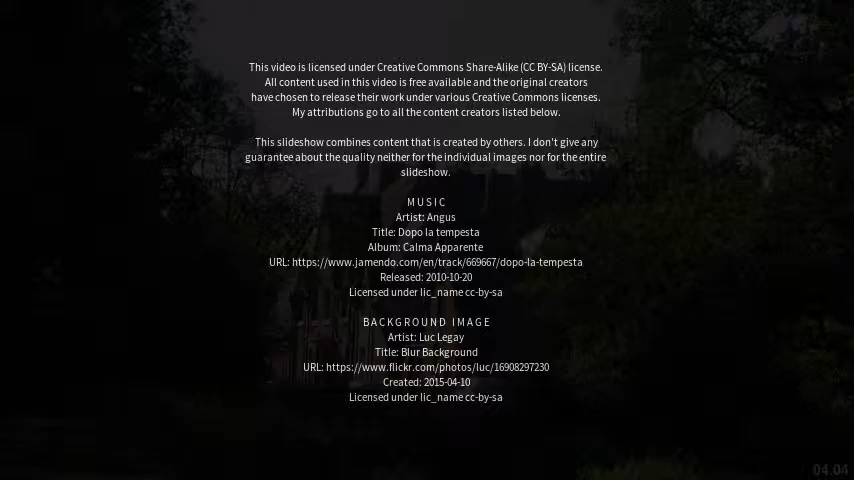 This video is licensed under Creative Commons Share-Alike (CC BY-SA) license.
All content used in this video is free available and the original creators
have chosen to release their work under various Creative Commons licenses.
My attributions go to all the content creators listed below.
This slideshow combines content that is created by others. I don't give any
guarantee about the quality neither for the individual images nor for the entire
slideshow.
MUSIC
Artist: Angus
Title: Dopo la tempesta
Album: Calma Apparente
URL: https://www.jamendo.com/en/track/669667/dopo-la-tempesta
Released: 2010-10-20
Licensed under lic_name cc-by-sa
BACKGROUND IMAGE
Artist: Luc Legay
Title: Blur Background
URL: https://www.flickr.com/photos/luc/16908297230
Created: 2015-04-10
Licensed under lic_name cc-by-sa
04.04